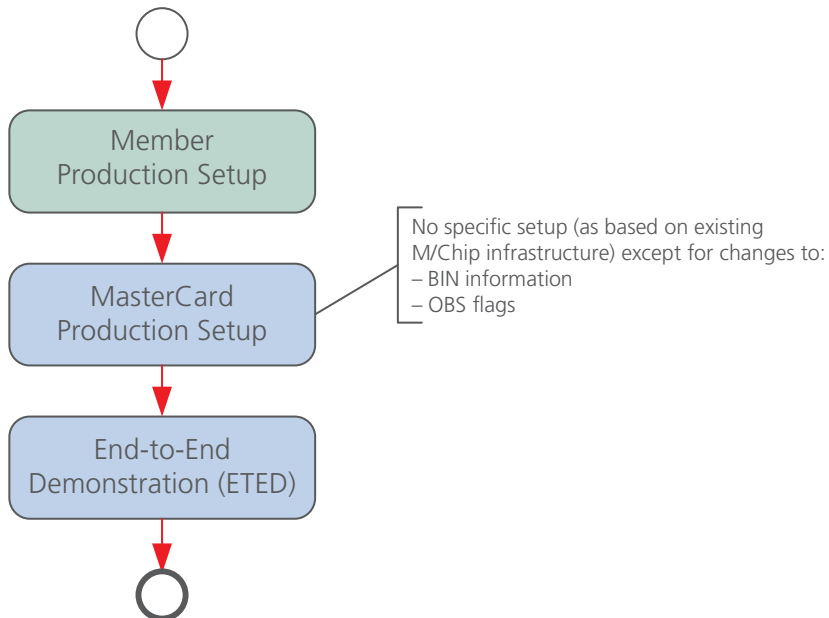 Member
Production Setup
MasterCard
Production Setup
No specific setup (as based on existing
M/Chip infrastructure) except for changes to:
– BIN information
– OBS flags
End-to-End
Demonstration (ETED)